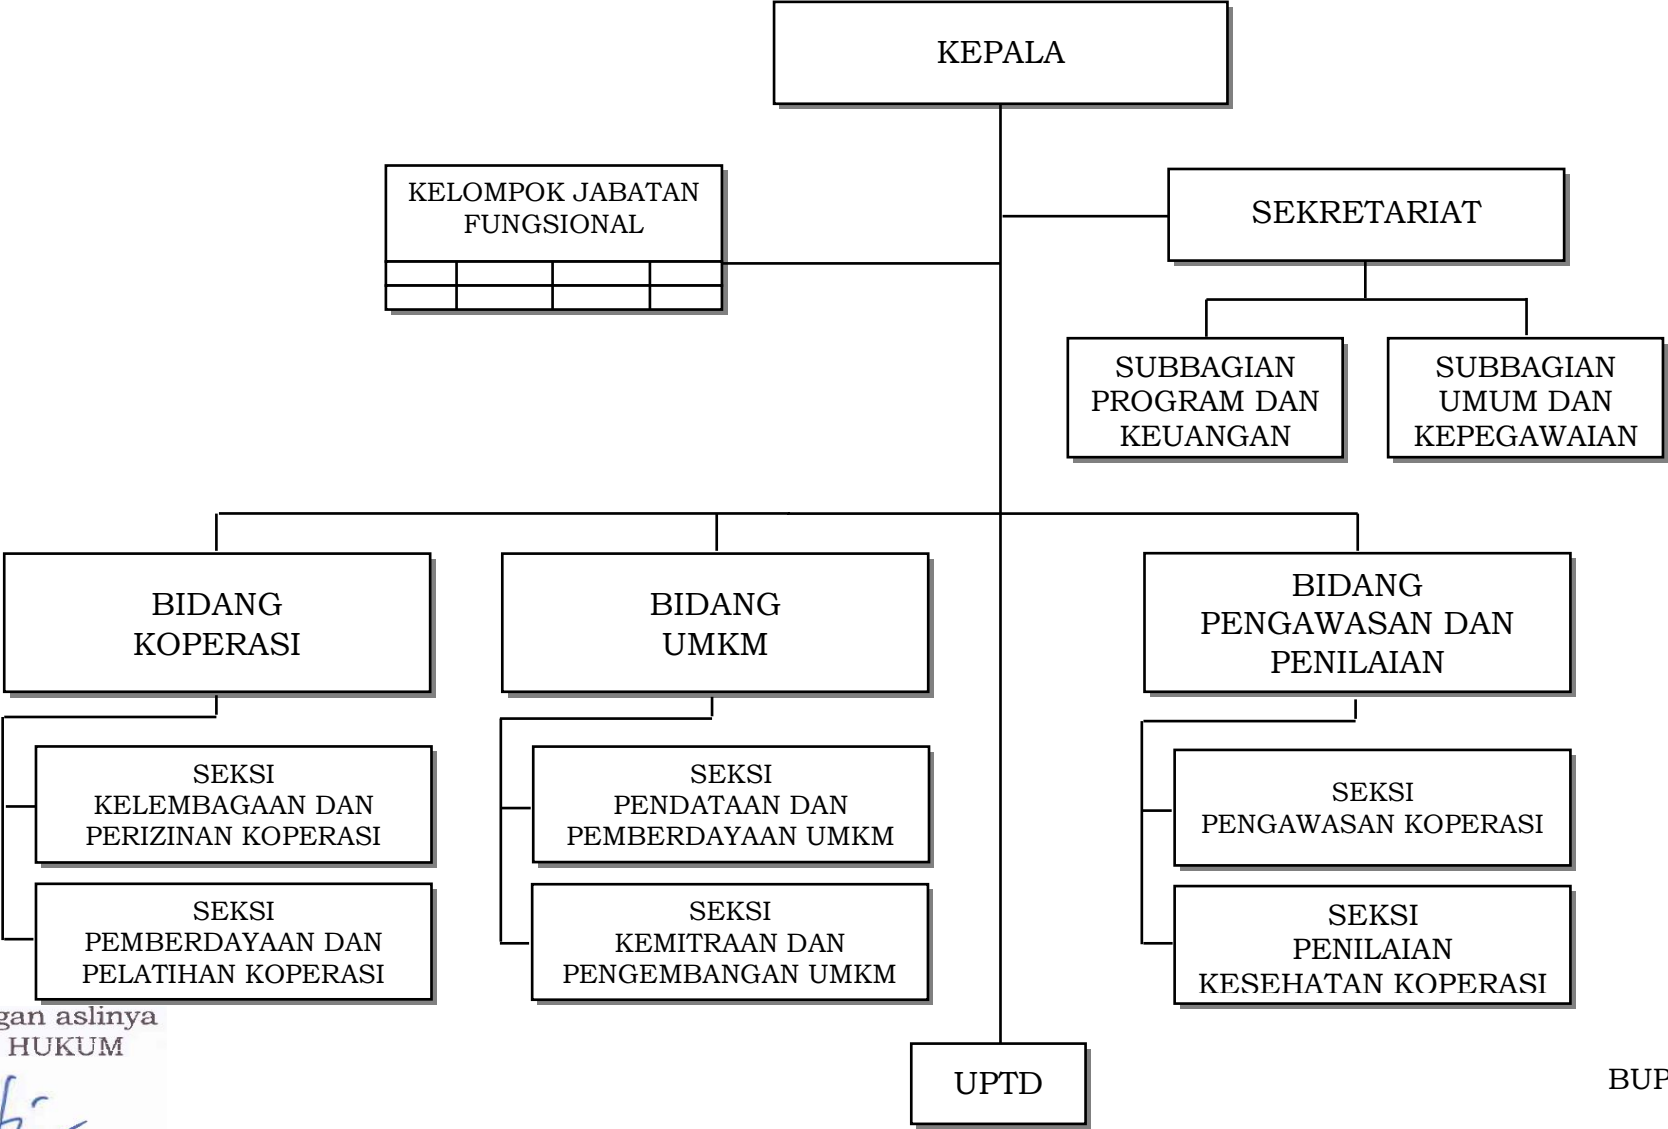 KEPALA
KELOMPOK JABATAN
FUNGSIONAL
SEKRETARIAT
SUBBAGIAN
PROGRAM DAN
KEUANGAN
SUBBAGIAN
UMUM DAN
KEPEGAWAIAN
BIDANG
KOPERASI
BIDANG
UMKM
BIDANG
PENGAWASAN DAN
PENILAIAN
SEKSI
KELEMBAGAAN DAN
PERIZINAN KOPERASI
SEKSI
PENDATAAN DAN
PEMBERDAYAAN UMKM
SEKSI
PENGAWASAN KOPERASI
SEKSI
PEMBERDAYAAN DAN
PELATIHAN KOPERASI
SEKSI
KEMITRAAN DAN
PENGEMBANGAN UMKM
SEKSI
PENILAIAN
KESEHATAN KOPERASI
gan aslinya
HUKUM
UPTD
BUP